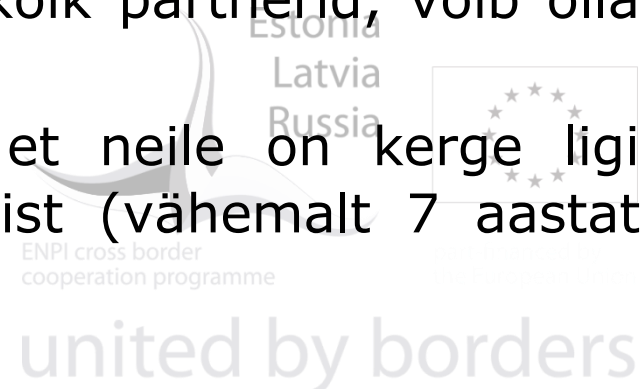 kõik partnerid, võib olla
Estonia
Latvia
Russia
et neile on kerge ligi
ist (vähemalt 7 aastat
ENPI cross border
cooperation programme
united by borders